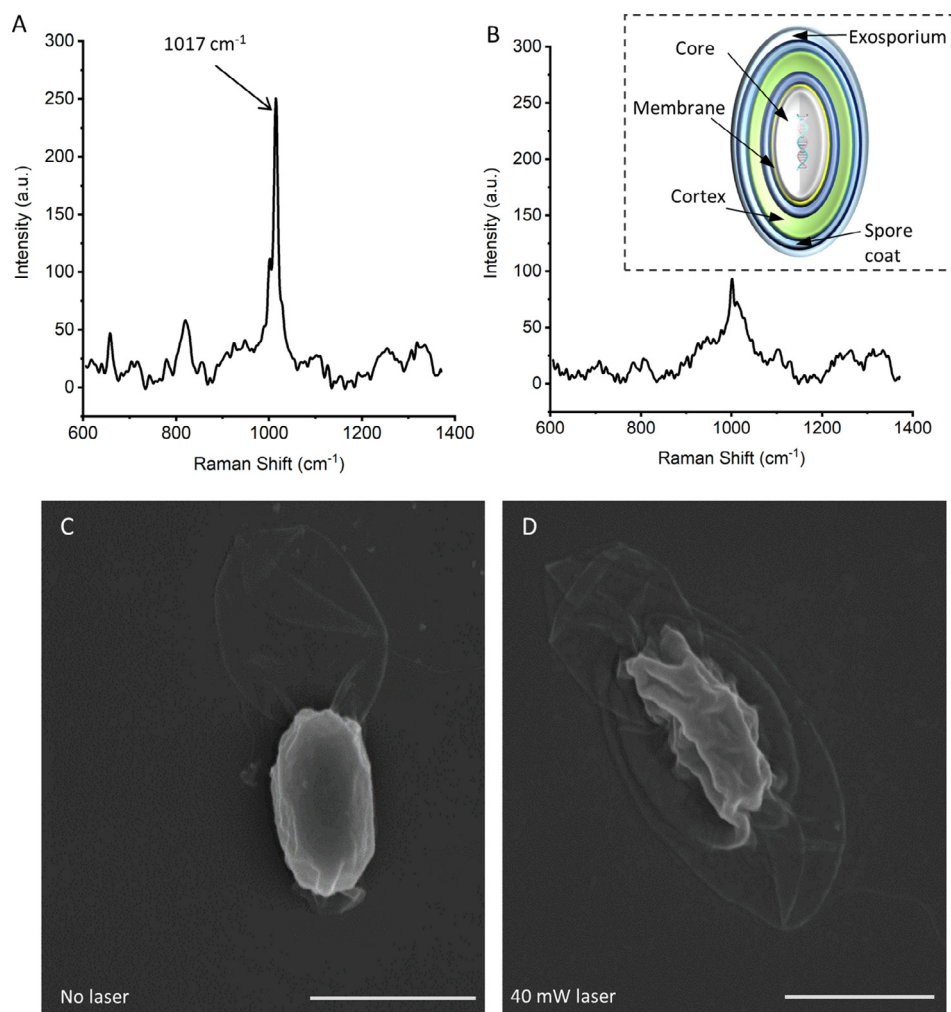 A
1017 cm-1
300
250
200
150
100
50
0
Intensity (a.u.)
600
800
1000
1200
1400
Raman Shift (cm-1)
B
300
250
200
150
100
50
0
Intensity (a.u.)
600
800
1000
1200
1400
Raman Shift (cm-1)
Exosporium
Core
Membrane
Cortex
Spore
coat
C
No laser
D
40 mW laser